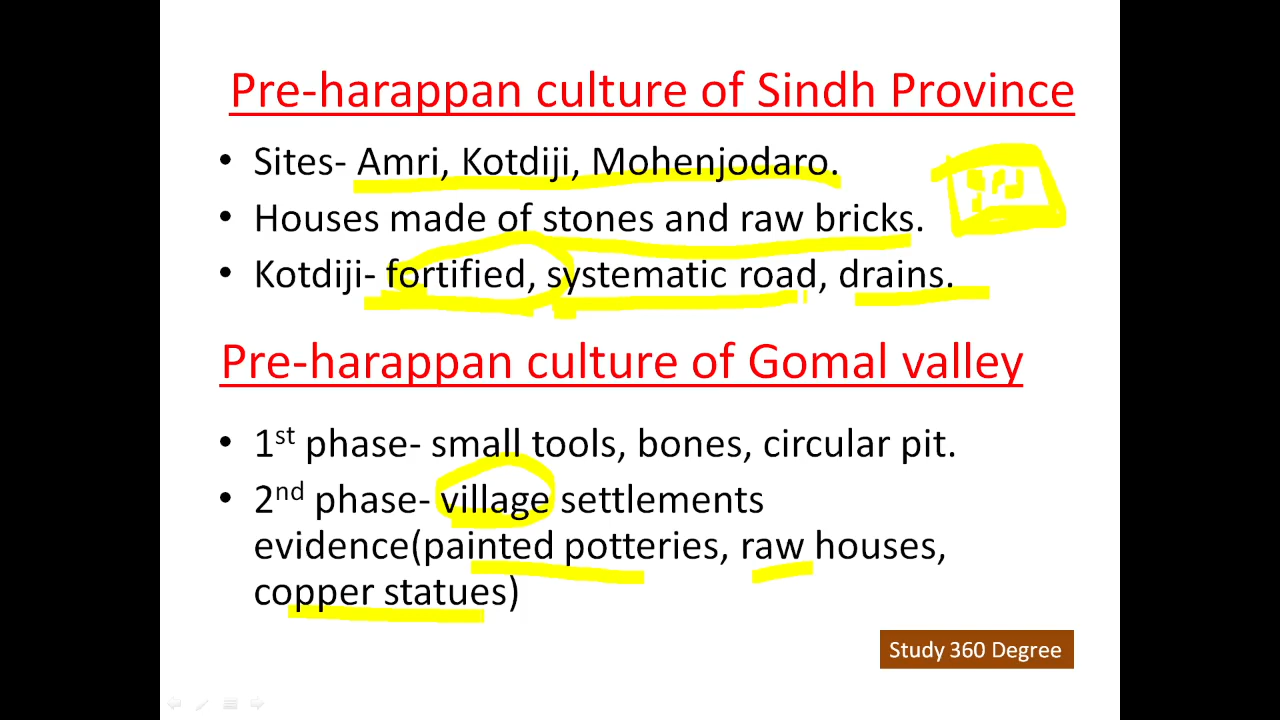 Pre-harappan culture of Sindh Province
• Sites- Amri, Kotdiji, Mohenjodaro.
• Houses made of stones and raw bricks.
• Kotdiji- fortified, systematic road, drains.
Pre-harappan culture of Gomal valley
• 1st phase- small tools, bones, circular pit.
• 2nd phase- village settlements
evidence(painted potteries, raw houses,
copper statues)
Study 360 Degree